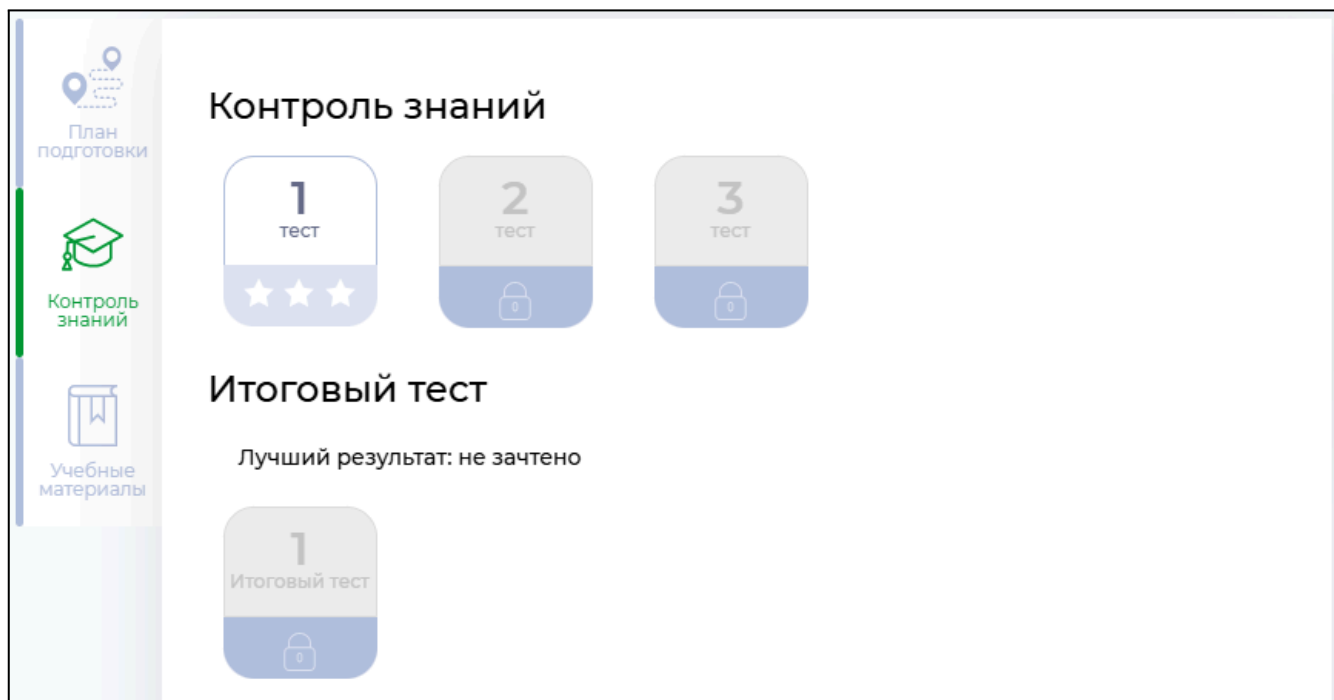 План
подготовки
Контроль
знаний
Учебные
материалы
Контроль знаний
1
тест
2
тест
0
3
тест
0
Итоговый тест
Лучший результат: не зачтено
1
Итоговый тест
0